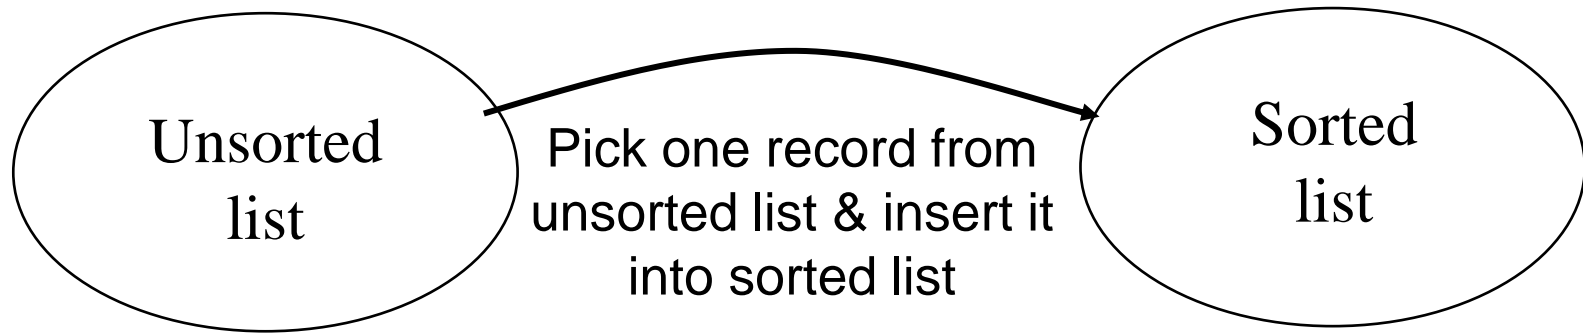 Unsorted
list
Pick one record from
unsorted list & insert it
into sorted list
Sorted
list